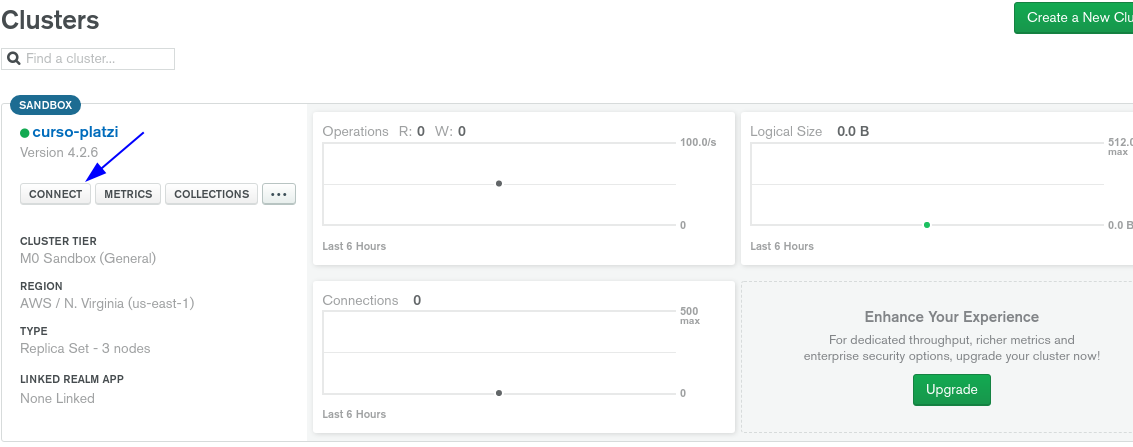 Clusters
Create a New Clu
Find a cluster...
SANDBOX
curso-platzi
Version 4.2.6
CONNECT METRICS COLLECTIONS ...
CLUSTER TIER
M0 Sandbox (General)
REGION
AWS / N. Virginia (us-east-1)
TYPE
Replica Set - 3 nodes
LINKED REALM APP
None Linked
Operations R: 0 W: 0
100.0/s
0
Last 6 Hours
Logical Size 0.0 B
512.0
max
0.0 B
Last 6 Hours
Connections 0
500
max
0
Last 6 Hours
Enhance Your Experience
For dedicated throughput, richer metrics and
enterprise security options, upgrade your cluster now!
Upgrade